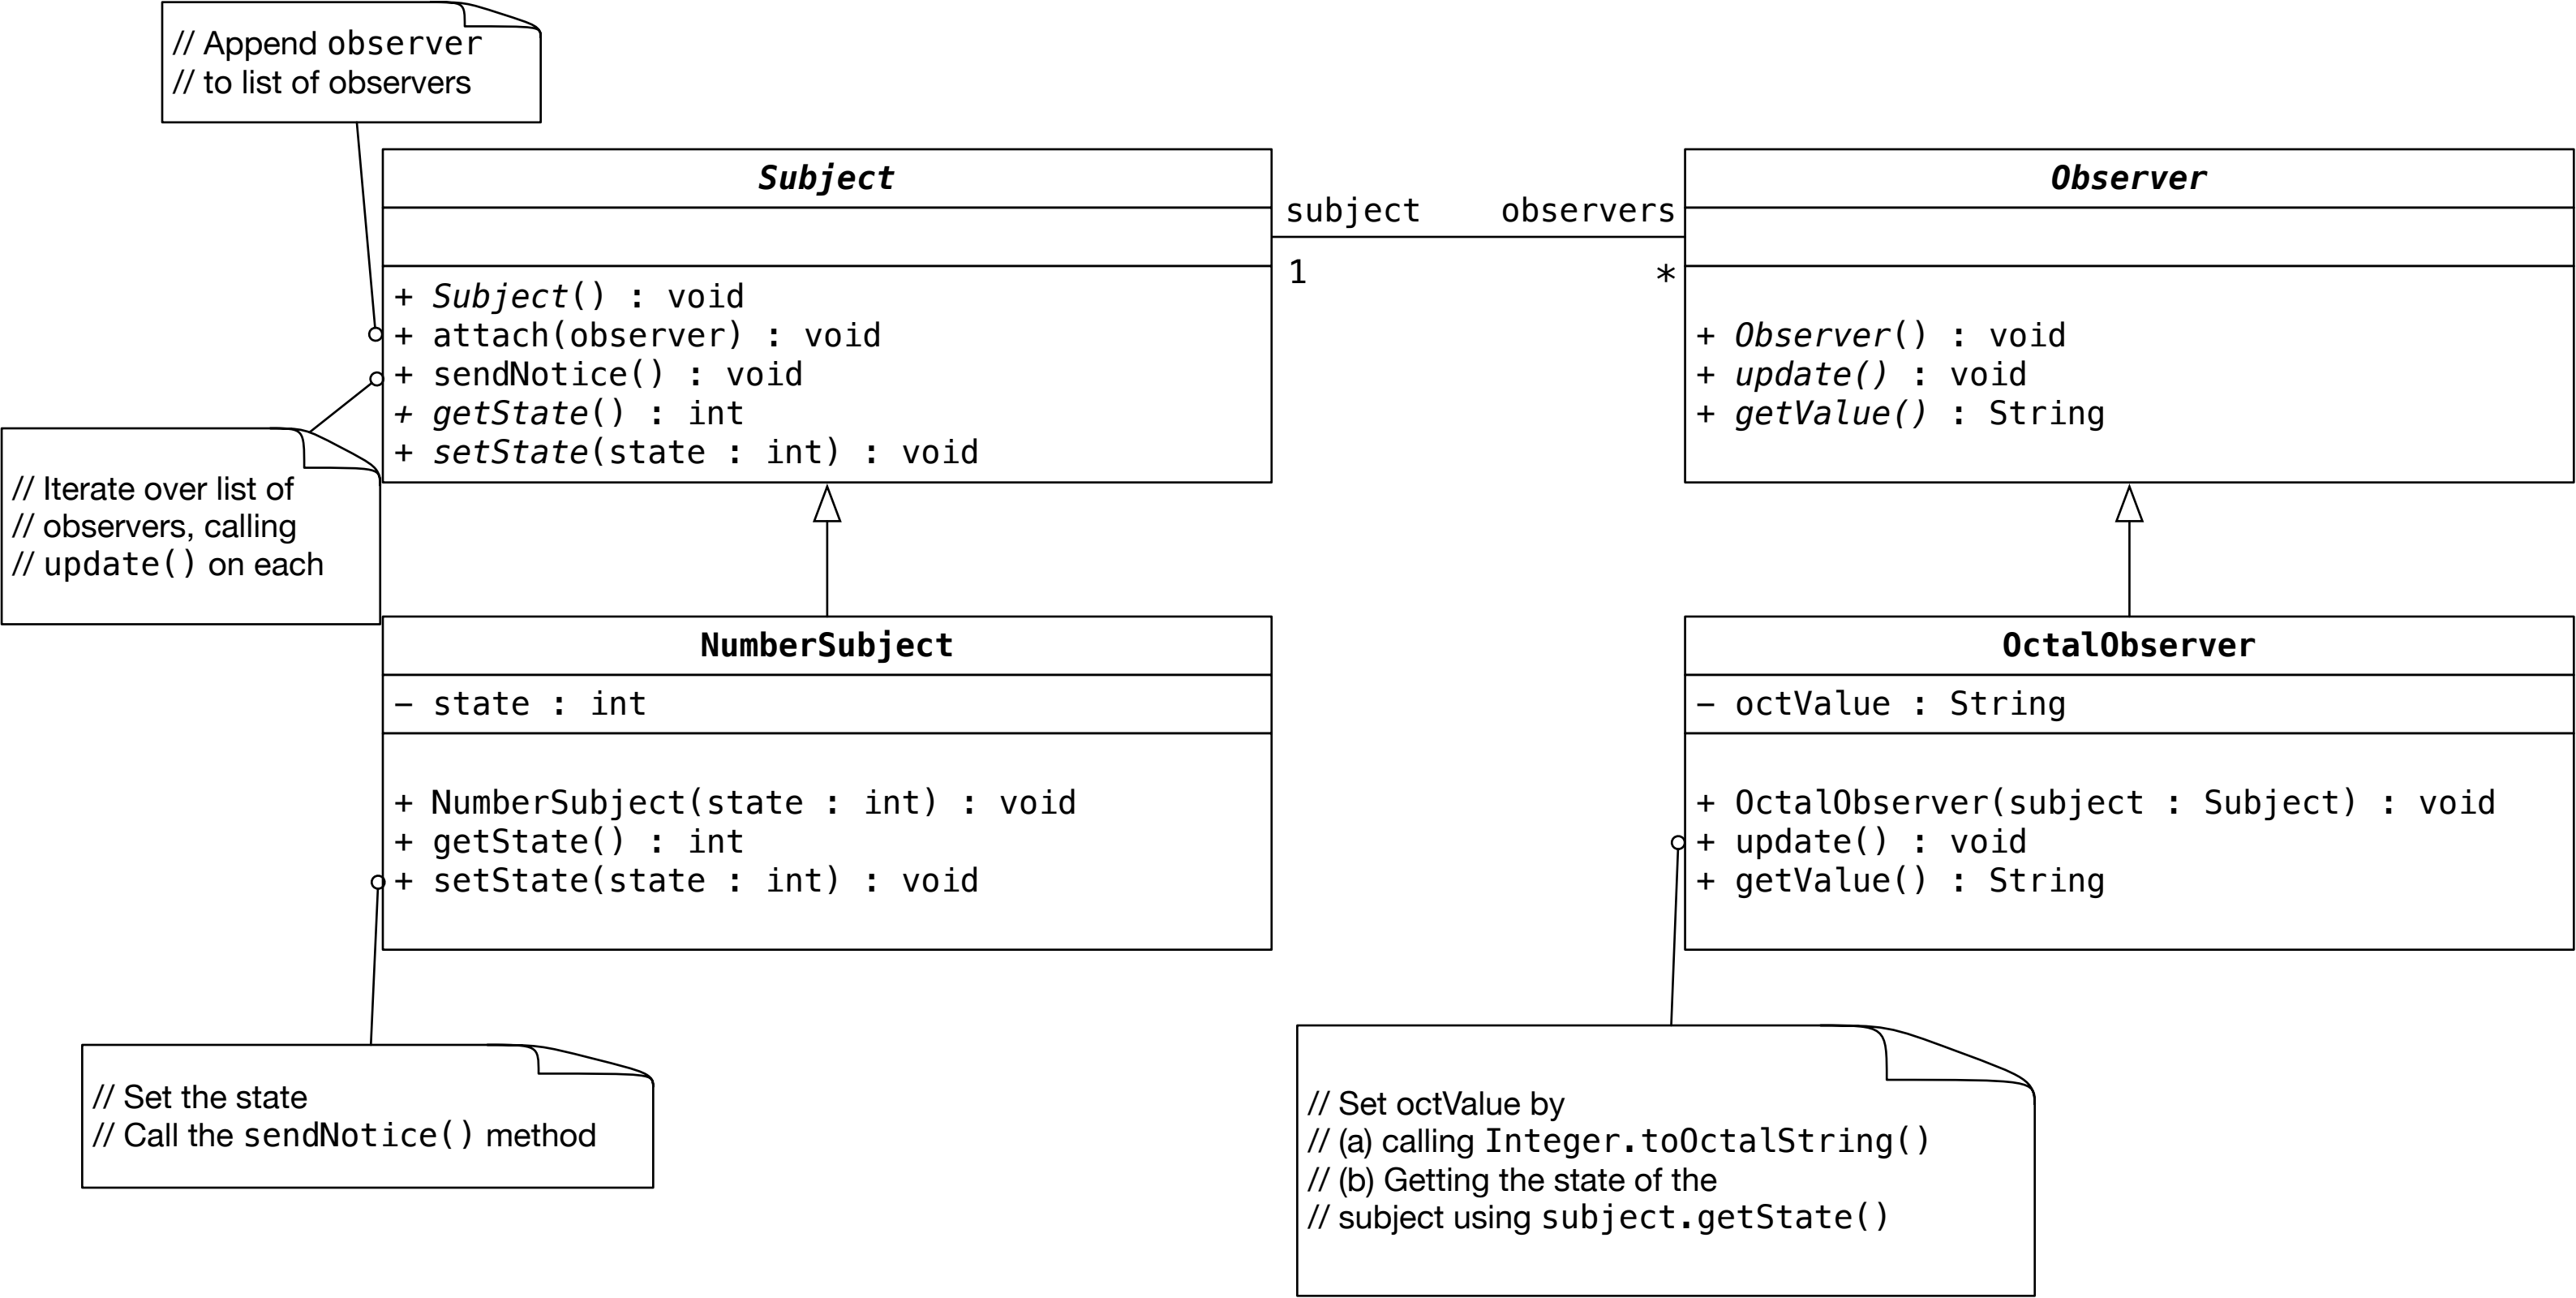 // Append observer
// to list of observers
Subject
+ Subject() : void
+ attach(observer) : void
+ sendNotice() : void
+ getState() : int
+ setState(state : int) : void
subject
observers
1
*
Observer
+ Observer() : void
+ update() : void
+ getValue() : String
// Iterate over list of
// observers, calling
// update() on each
NumberSubject
− state : int
+ NumberSubject(state : int) : void
+ getState() : int
+ setState(state : int) : void
OctalObserver
− octValue : String
+ OctalObserver(subject : Subject) : void
+ update() : void
+ getValue() : String
// Set the state
// Call the sendNotice() method
// Set octValue by
// (a) calling Integer.toOctalString()
// (b) Getting the state of the
// subject using subject.getState()